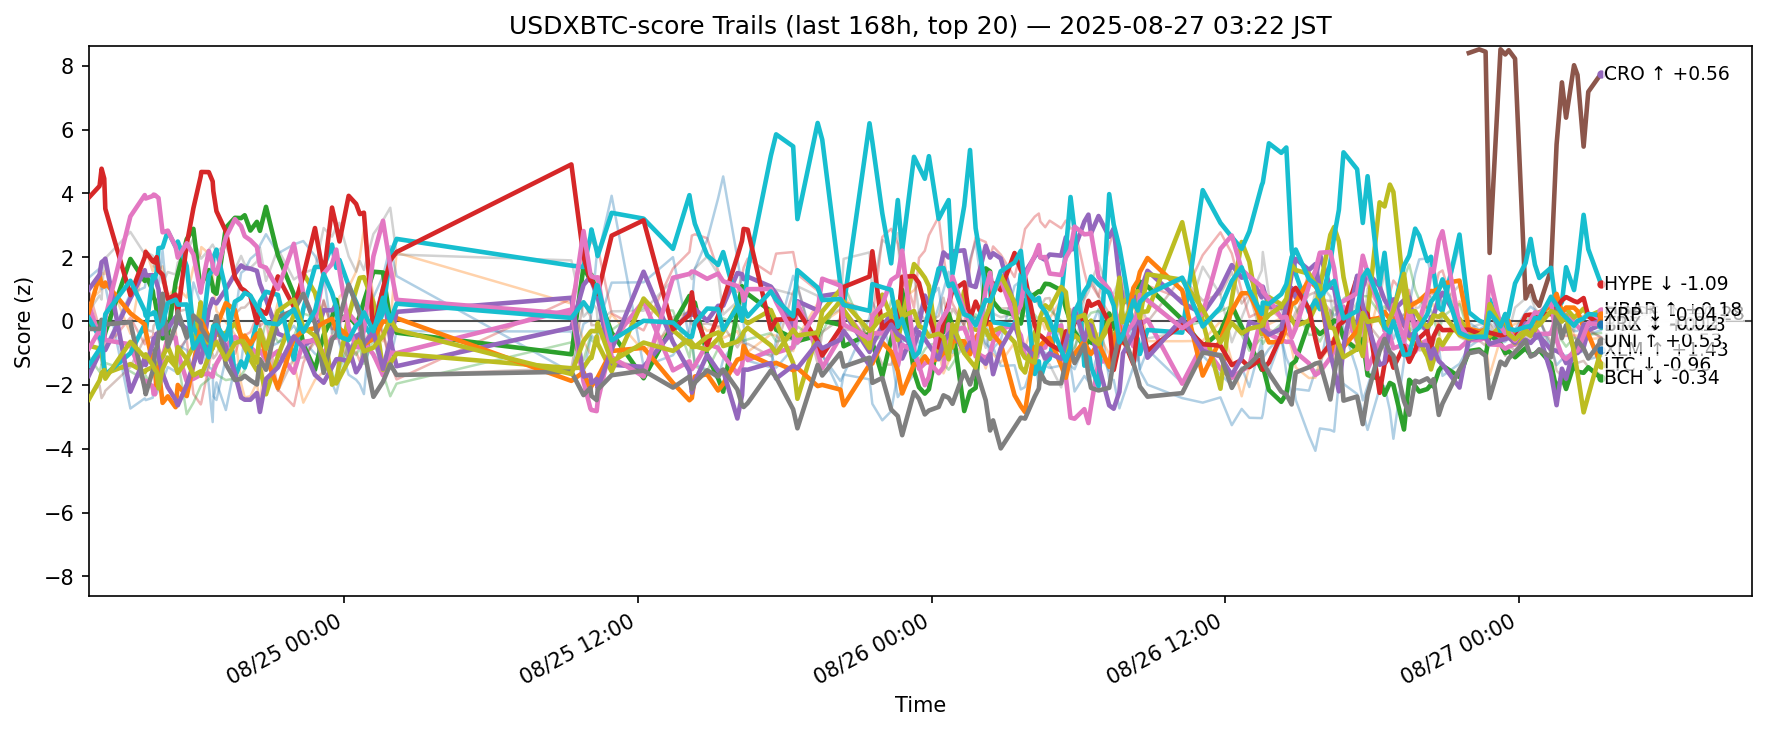 USDXBTC-score Trails (last 168h, top 20) — 2025-08-27 03:22 JST
Score (z)
8
6
4
2
0
−2
−4
−6
−8
CRO ↑ +0.56
HYPE ↓ -1.09
XRP ↓ -0.04
UNI ↑ +0.53
LTC ↓ -0.96
BCH ↓ -0.34
08/25 00:00
08/25 12:00
08/26 00:00
08/26 12:00
08/27 00:00
Time